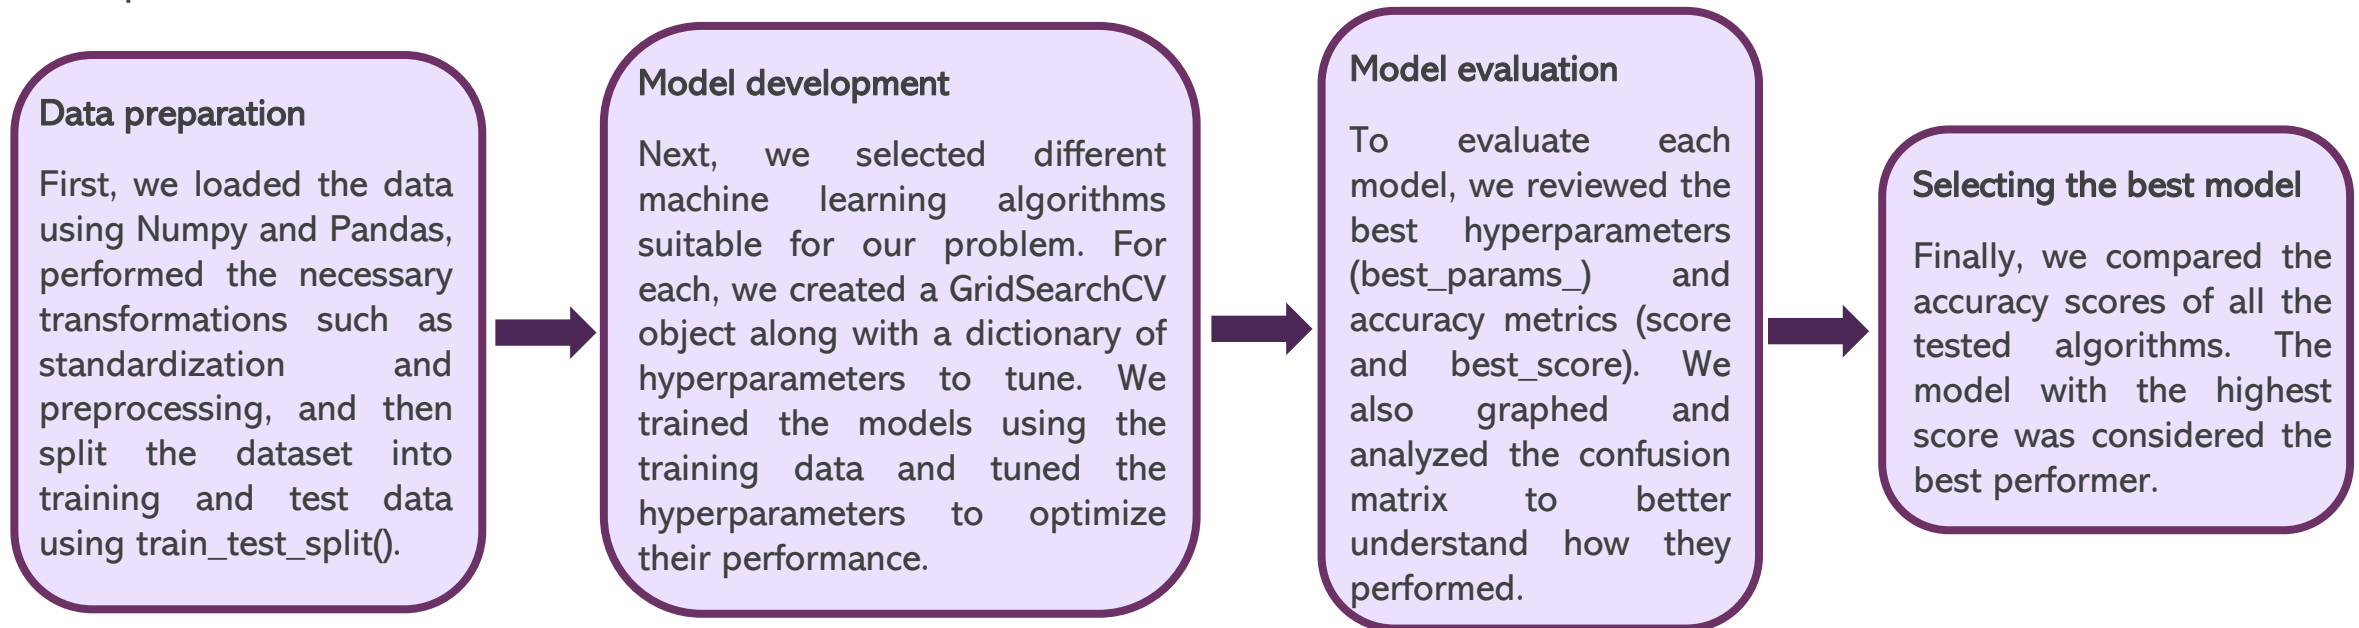 Data preparation
First, we loaded the data
using Numpy and Pandas,
performed the necessary
transformations such as
standardization and
preprocessing, and then
split the dataset into
training and test data
using train_test_split().
Model development
Next, we selected different
machine learning algorithms
suitable for our problem. For
each, we created a GridSearchCV
object along with a dictionary of
hyperparameters to tune. We
trained the models using the
training data and tuned the
hyperparameters to optimize
their performance.
Model evaluation
To evaluate each
model, we reviewed the
best hyperparameters
(best_params_) and
accuracy metrics (score
and best_score). We
also graphed and
analyzed the confusion
matrix to better
understand how they
performed.
Selecting the best model
Finally, we compared the
accuracy scores of all the
tested algorithms. The
model with the highest
score was considered the
best performer.